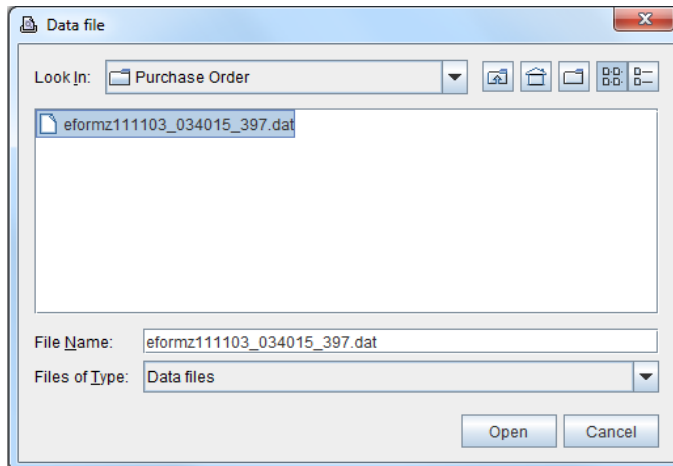 Data file
Look In: Purchase Order
eformz111103_034015_397.dat
File Name: eformz111103_034015_397.dat
Files of Type: Data files
Open Cancel